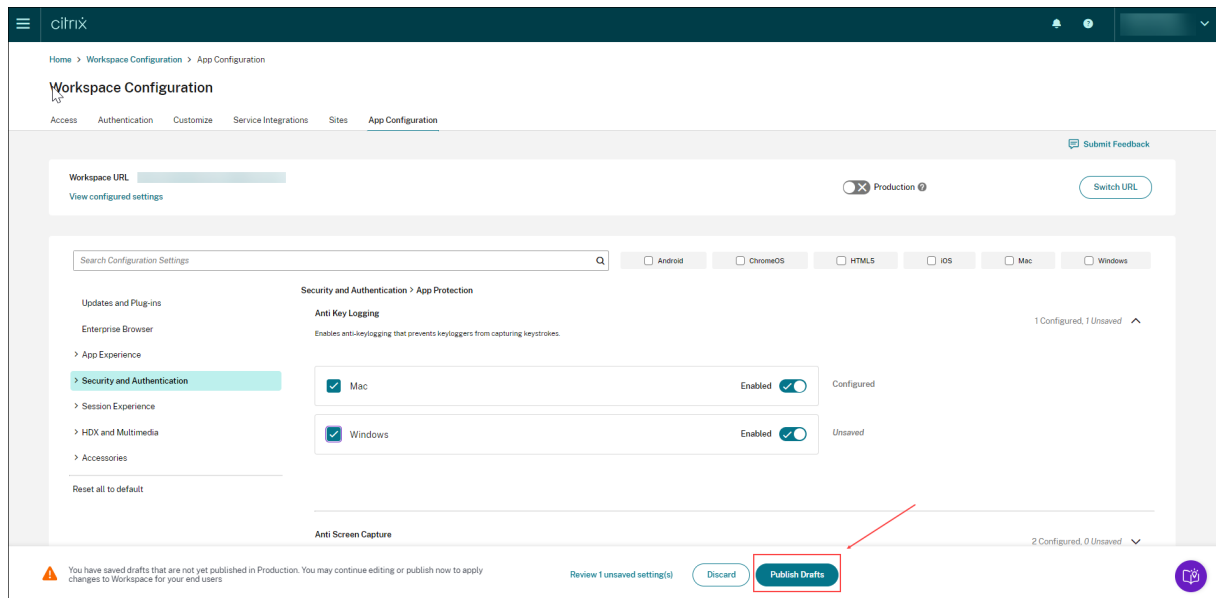 citrix
Home > Workspace Configuration > App Configuration
Workspace Configuration
Access Authentication Customize Service Integrations Sites App Configuration
Submit Feedback
Workspace URL
View configured settings
Production
Switch URL
Search Configuration Settings
Android ChromeOS HTML5 iOS Mac Windows
Updates and Plug-ins
Enterprise Browser
> App Experience
> Security and Authentication
> Session Experience
> HDX and Multimedia
> Accessories
Reset all to default
Security and Authentication > App Protection
Anti Key Logging
1 Configured, 1 Unsaved
Enables anti-keylogging that prevents keyloggers from capturing keystrokes.
Mac Enabled Configured
Windows Enabled Unsaved
Anti Screen Capture
2 Configured, 0 Unsaved
You have saved drafts that are not yet published in Production. You may continue editing or publish now to apply
changes to Workspace for your end users
Review 1 unsaved setting(s) Discard Publish Drafts